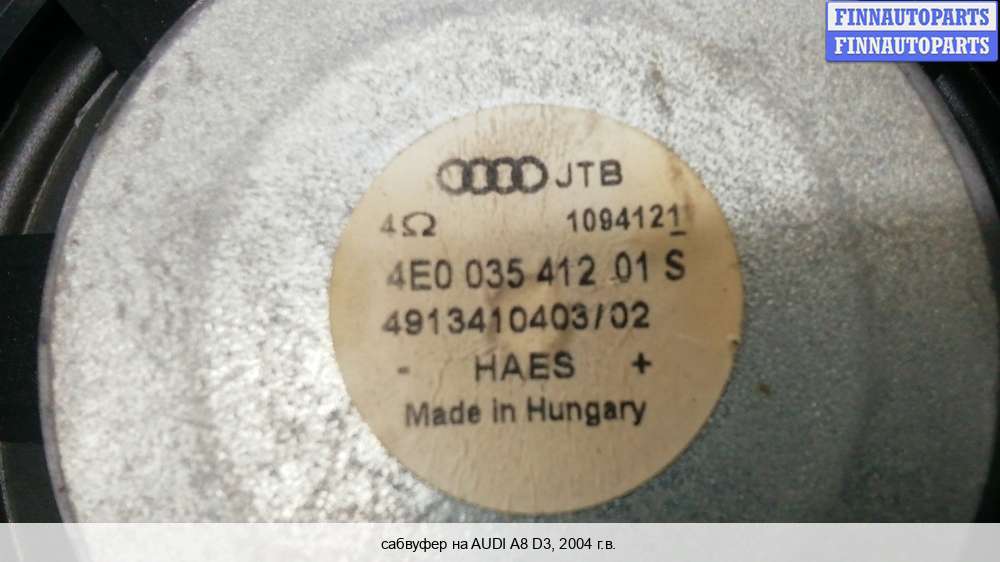 FINNAUTOPARTS
FINNAUTOPARTS
JTB
4Ω 1094121
4E0 035 412 01 S
4913410403/02
- HAES +
Made in Hungary
сабвуфер на AUDI A8 D3, 2004 г.в.